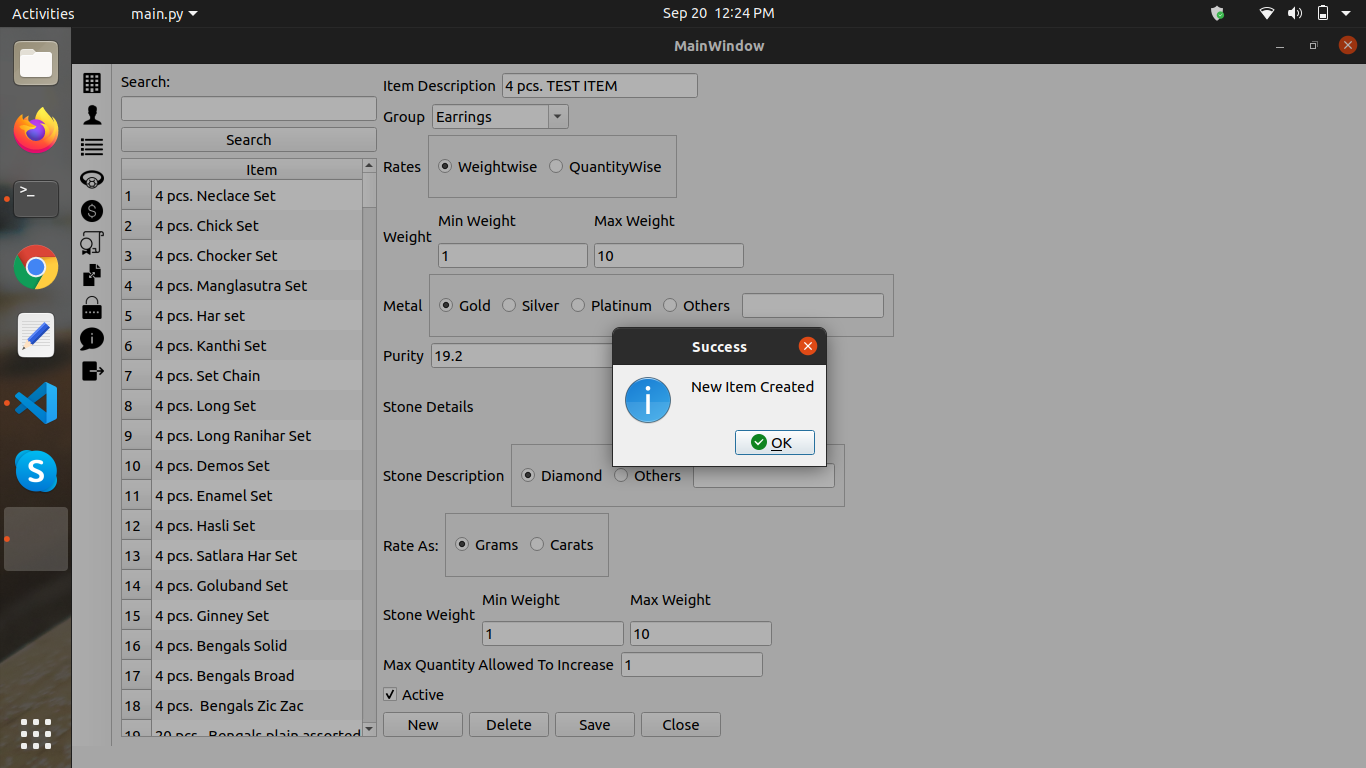 Activities
main.py
Sep 20 12:24 PM
MainWindow
Search:
Search
Item
1 4 pcs. Neclace Set
2 4 pcs. Chick Set
3 4 pcs. Chocker Set
4 4 pcs. Manglasutra Set
5 4 pcs. Har set
6 4 pcs. Kanthi Set
7 4 pcs. Set Chain
8 4 pcs. Long Set
9 4 pcs. Long Ranihar Set
10 4 pcs. Demos Set
11 4 pcs. Enamel Set
12 4 pcs. Hasli Set
13 4 pcs. Satlara Har Set
14 4 pcs. Goluband Set
15 4 pcs. Ginney Set
16 4 pcs. Bengals Solid
17 4 pcs. Bengals Broad
18 4 pcs. Bengals Zic Zac
19 20 pcs. Bengals plain assorted
Item Description 4 pcs. TEST ITEM
Group Earrings
Rates Weightwise QuantityWise
Min Weight Max Weight
Weight 1 10
Metal Gold Silver Platinum Others
Purity 19.2
Stone Details
Stone Description Diamond Others
Rate As: Grams Carats
Min Weight Max Weight
Stone Weight 1 10
Max Quantity Allowed To Increase 1
Active
New Delete Save Close
Success
New Item Created
OK